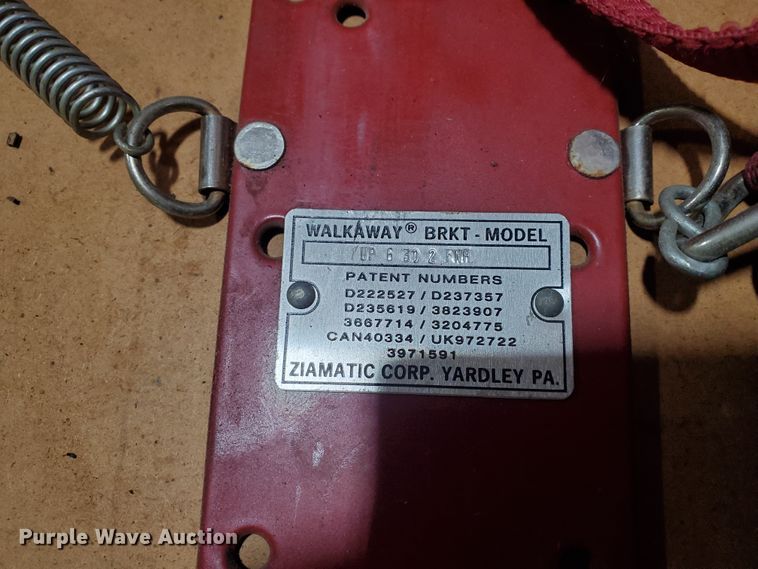 WALKAWAY® BRKT - MODEL
UP 6 30 2 FWR
PATENT NUMBERS
D222527 / D237357
D235619 / 3823907
3667714 / 3204775
CAN40334 / UK972722
3971591
ZIAMATIC CORP. YARDLEY PA.
Purple Wave Auction